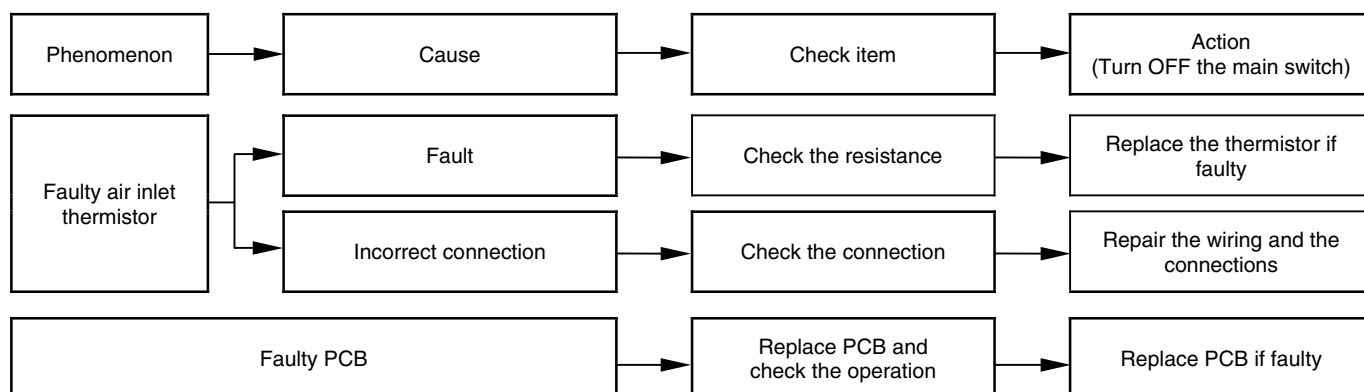 Phenomenon
Cause
Check item
Action
(Turn OFF the main switch)
Faulty air inlet
thermistor
Fault
Check the resistance
Replace the thermistor if
faulty
Incorrect connection
Check the connection
Repair the wiring and the
connections
Faulty PCB
Replace PCB and
check the operation
Replace PCB if faulty